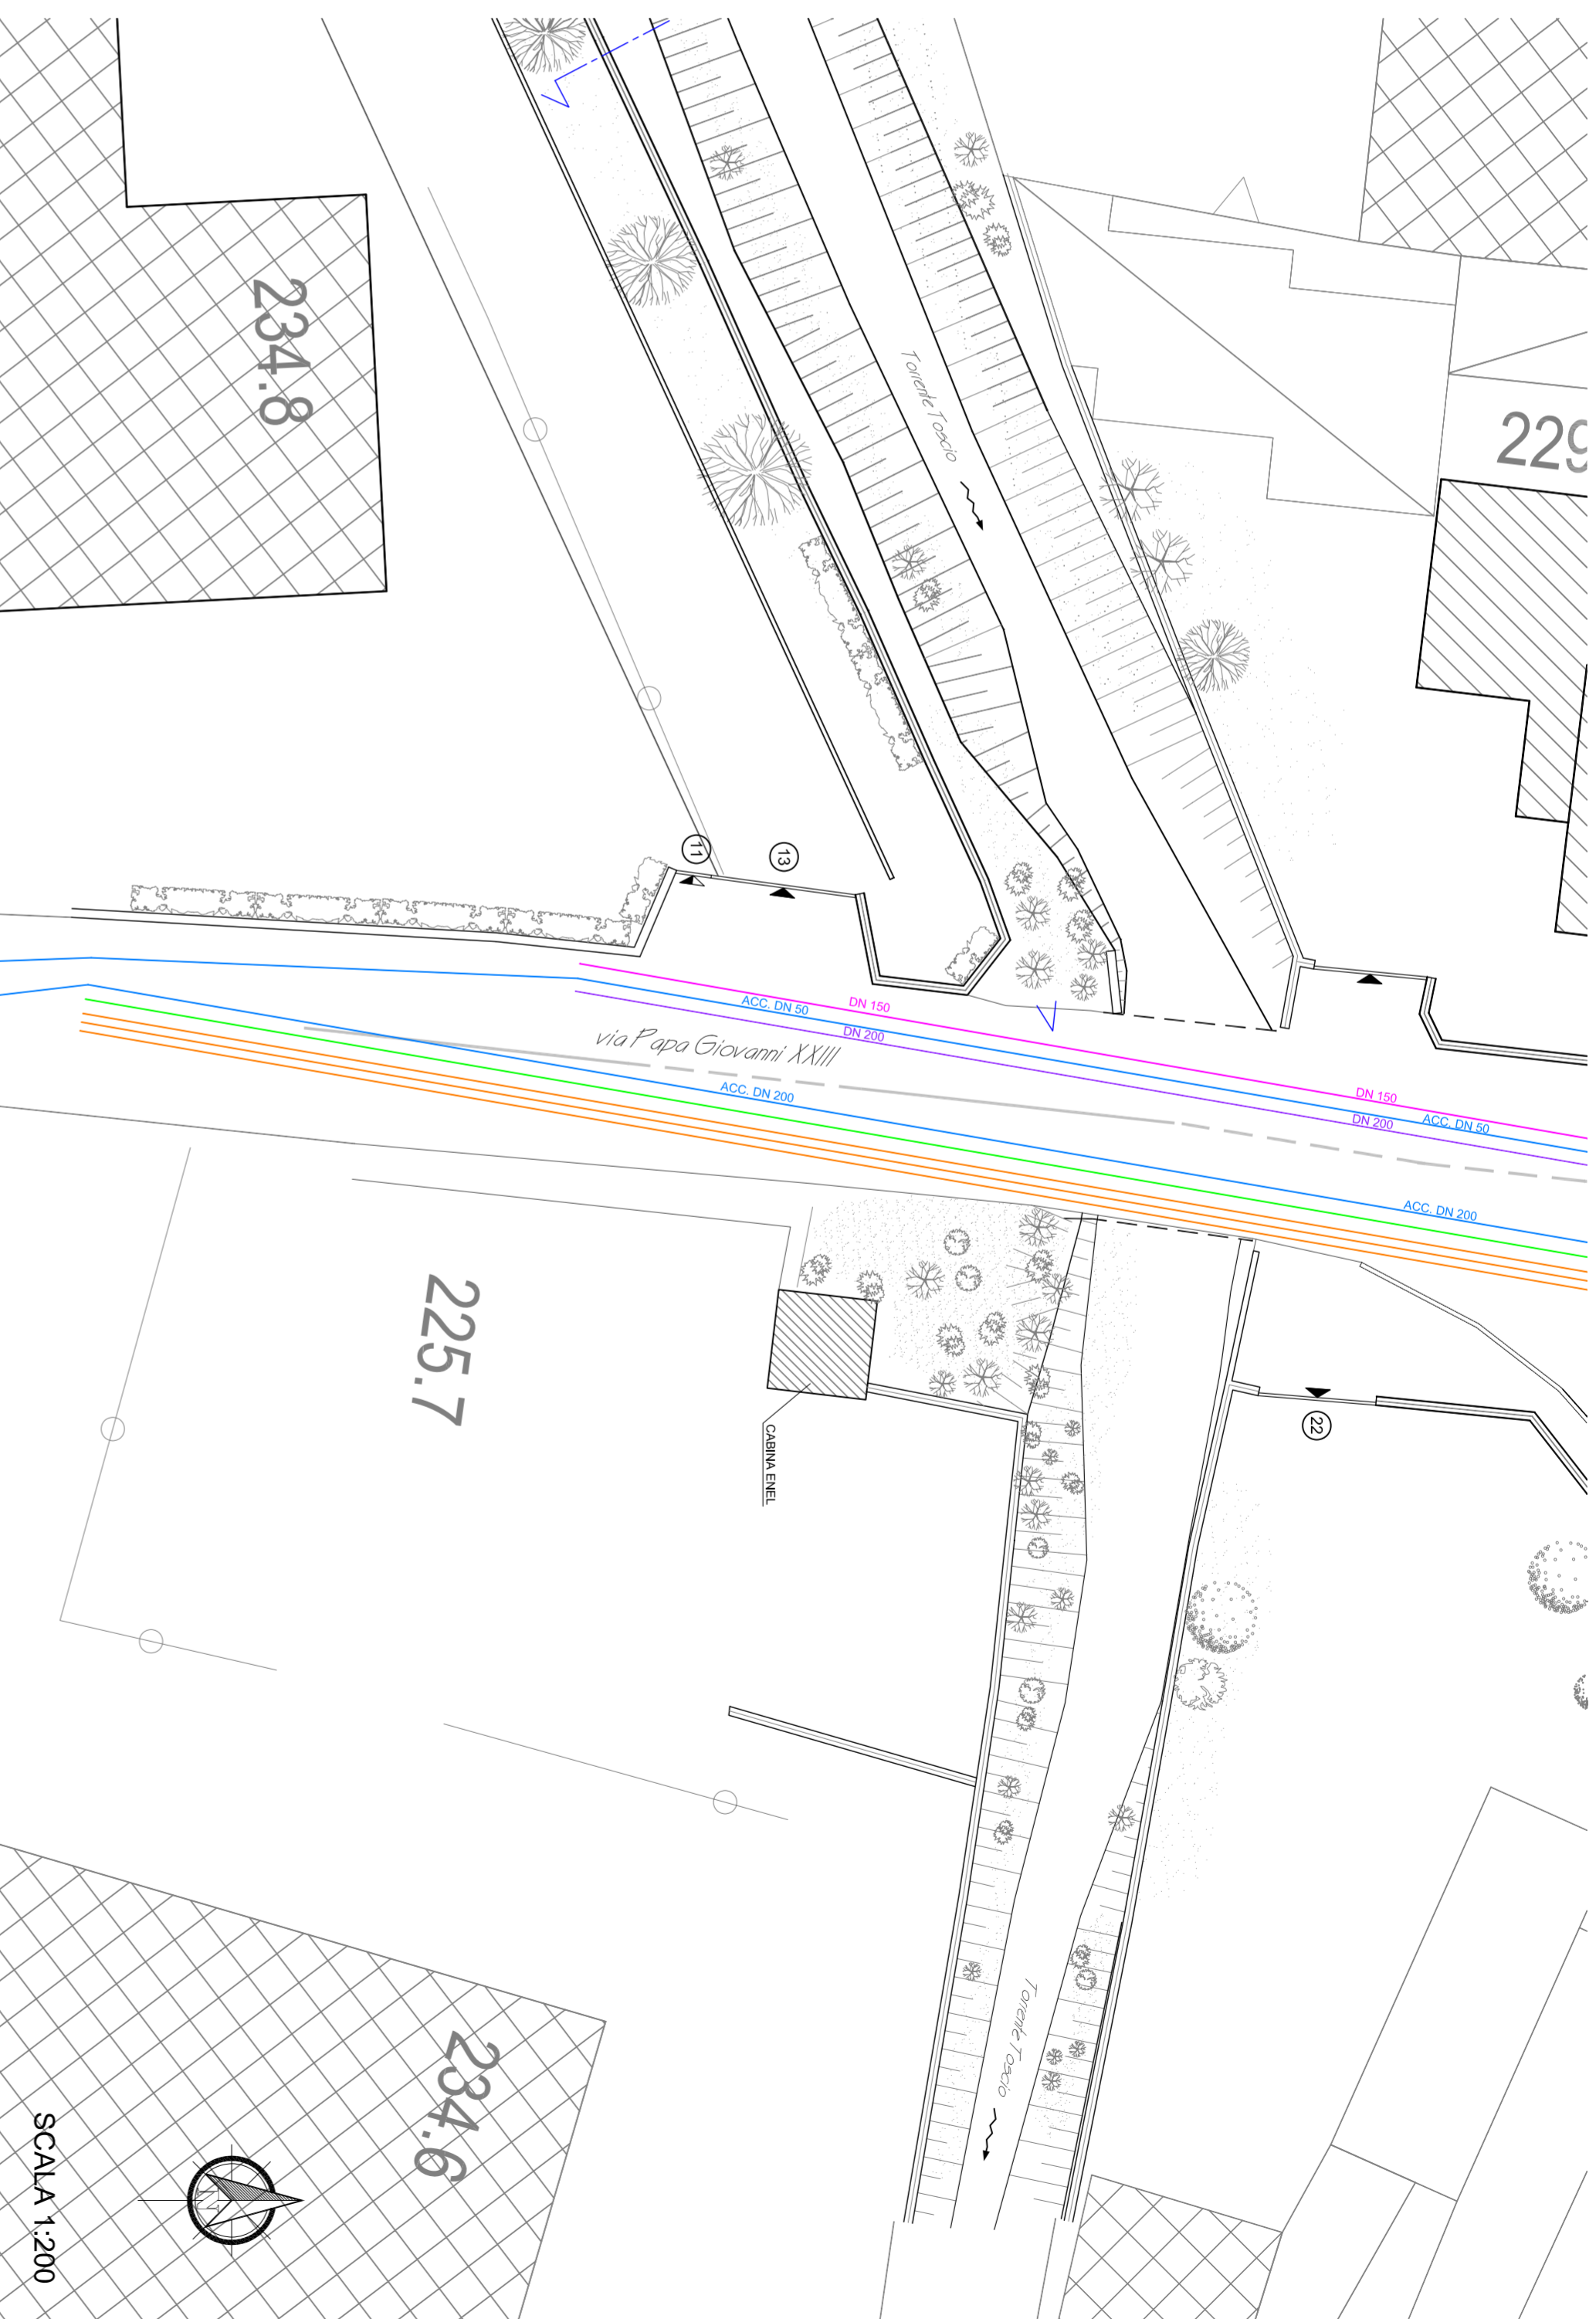 234.8
Torrente Toscio
229
11
13
DN 150
ACC. DN 50
DN 200
via Papa Giovanni XXIII
ACC. DN 200
DN 150
ACC. DN 50
DN 200
ACC. DN 200
225.7
CABINA ENEL
22
Torrente Toscio
234.6
SCALA 1:200
N